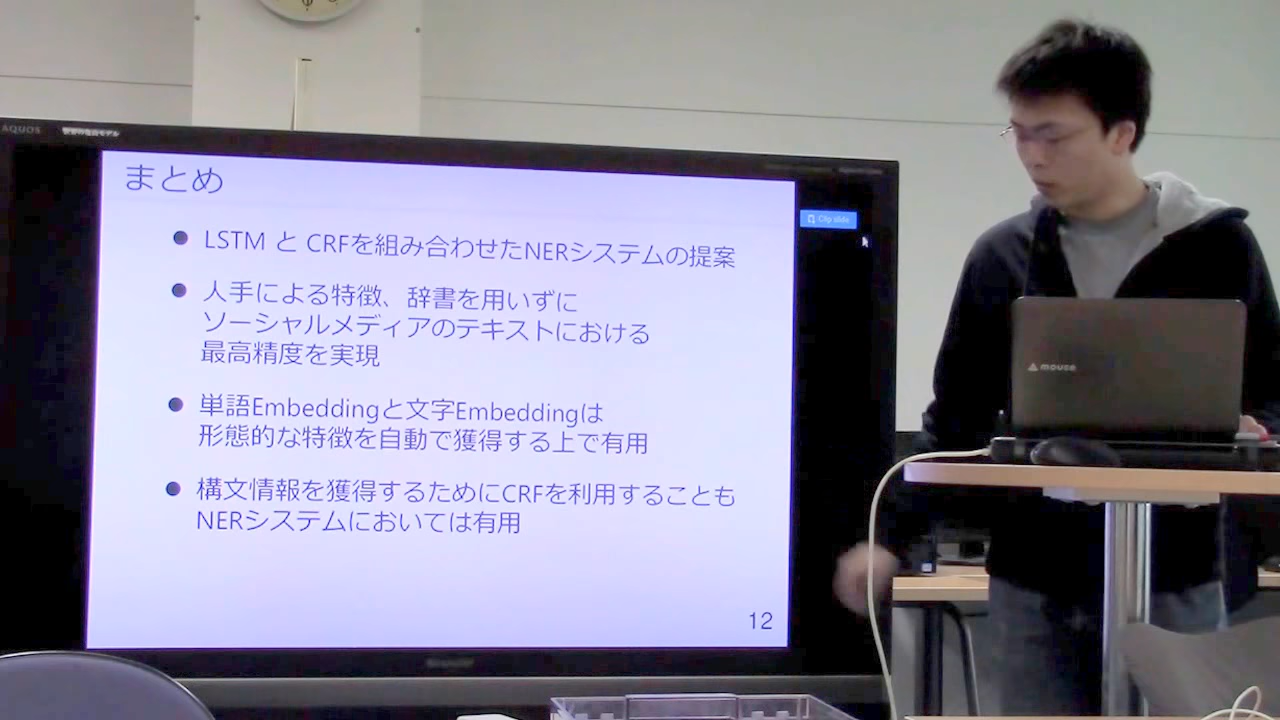 AQUOS
まとめ
Clip slide
● LSTM と CRFを組み合わせたNERシステムの提案
● 人手による特徴、辞書を用いずに
ソーシャルメディアのテキストにおける
最高精度を実現
● 単語Embeddingと文字Embeddingは
形態的な特徴を自動で獲得する上で有用
● 構文情報を獲得するためにCRFを利用することも
NERシステムにおいては有用
12
mouse